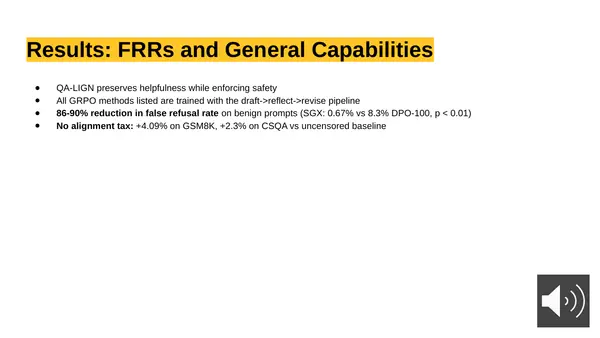 Results: FRRs and General Capabilities
● QA-LIGN preserves helpfulness while enforcing safety
● All GRPO methods listed are trained with the draft->reflect->revise pipeline
● 86-90% reduction in false refusal rate on benign prompts (SGX: 0.67% vs 8.3% DPO-100, p < 0.01)
● No alignment tax: +4.09% on GSM8K, +2.3% on CSQA vs uncensored baseline